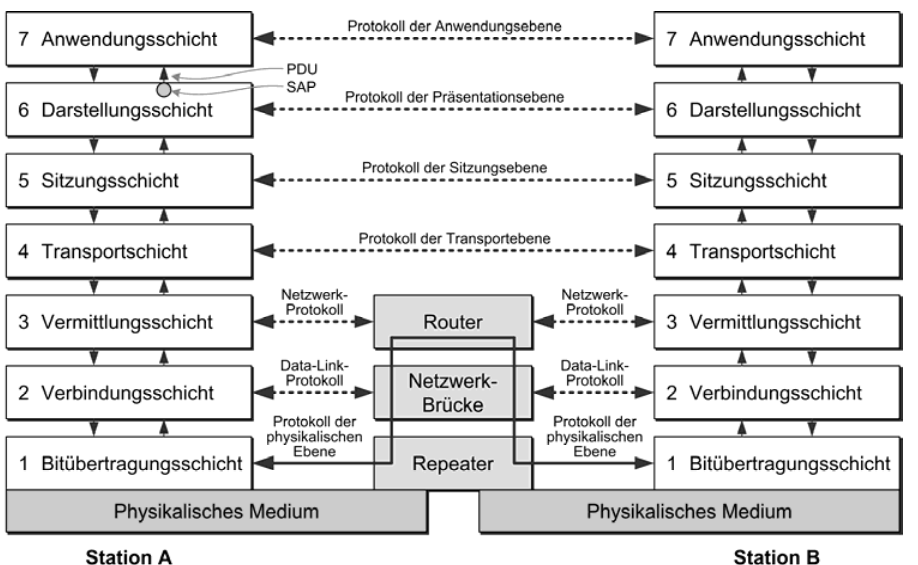 7 Anwendungsschicht
Protokoll der Anwendungsebene
7 Anwendungsschicht
PDU
SAP
6 Darstellungsschicht
Protokoll der Präsentationsebene
6 Darstellungsschicht
5 Sitzungsschicht
Protokoll der Sitzungsebene
5 Sitzungsschicht
4 Transportschicht
Protokoll der Transportebene
4 Transportschicht
3 Vermittlungsschicht
Netzwerk-
Protokoll
Router
Netzwerk-
Protokoll
3 Vermittlungsschicht
2 Verbindungsschicht
Data-Link-
Protokoll
Netzwerk-
Brücke
Data-Link-
Protokoll
2 Verbindungsschicht
1 Bitübertragungsschicht
Protokoll der
physikalischen
Ebene
Repeater
Protokoll der
physikalischen
Ebene
1 Bitübertragungsschicht
Physikalisches Medium
Physikalisches Medium
Station A
Station B